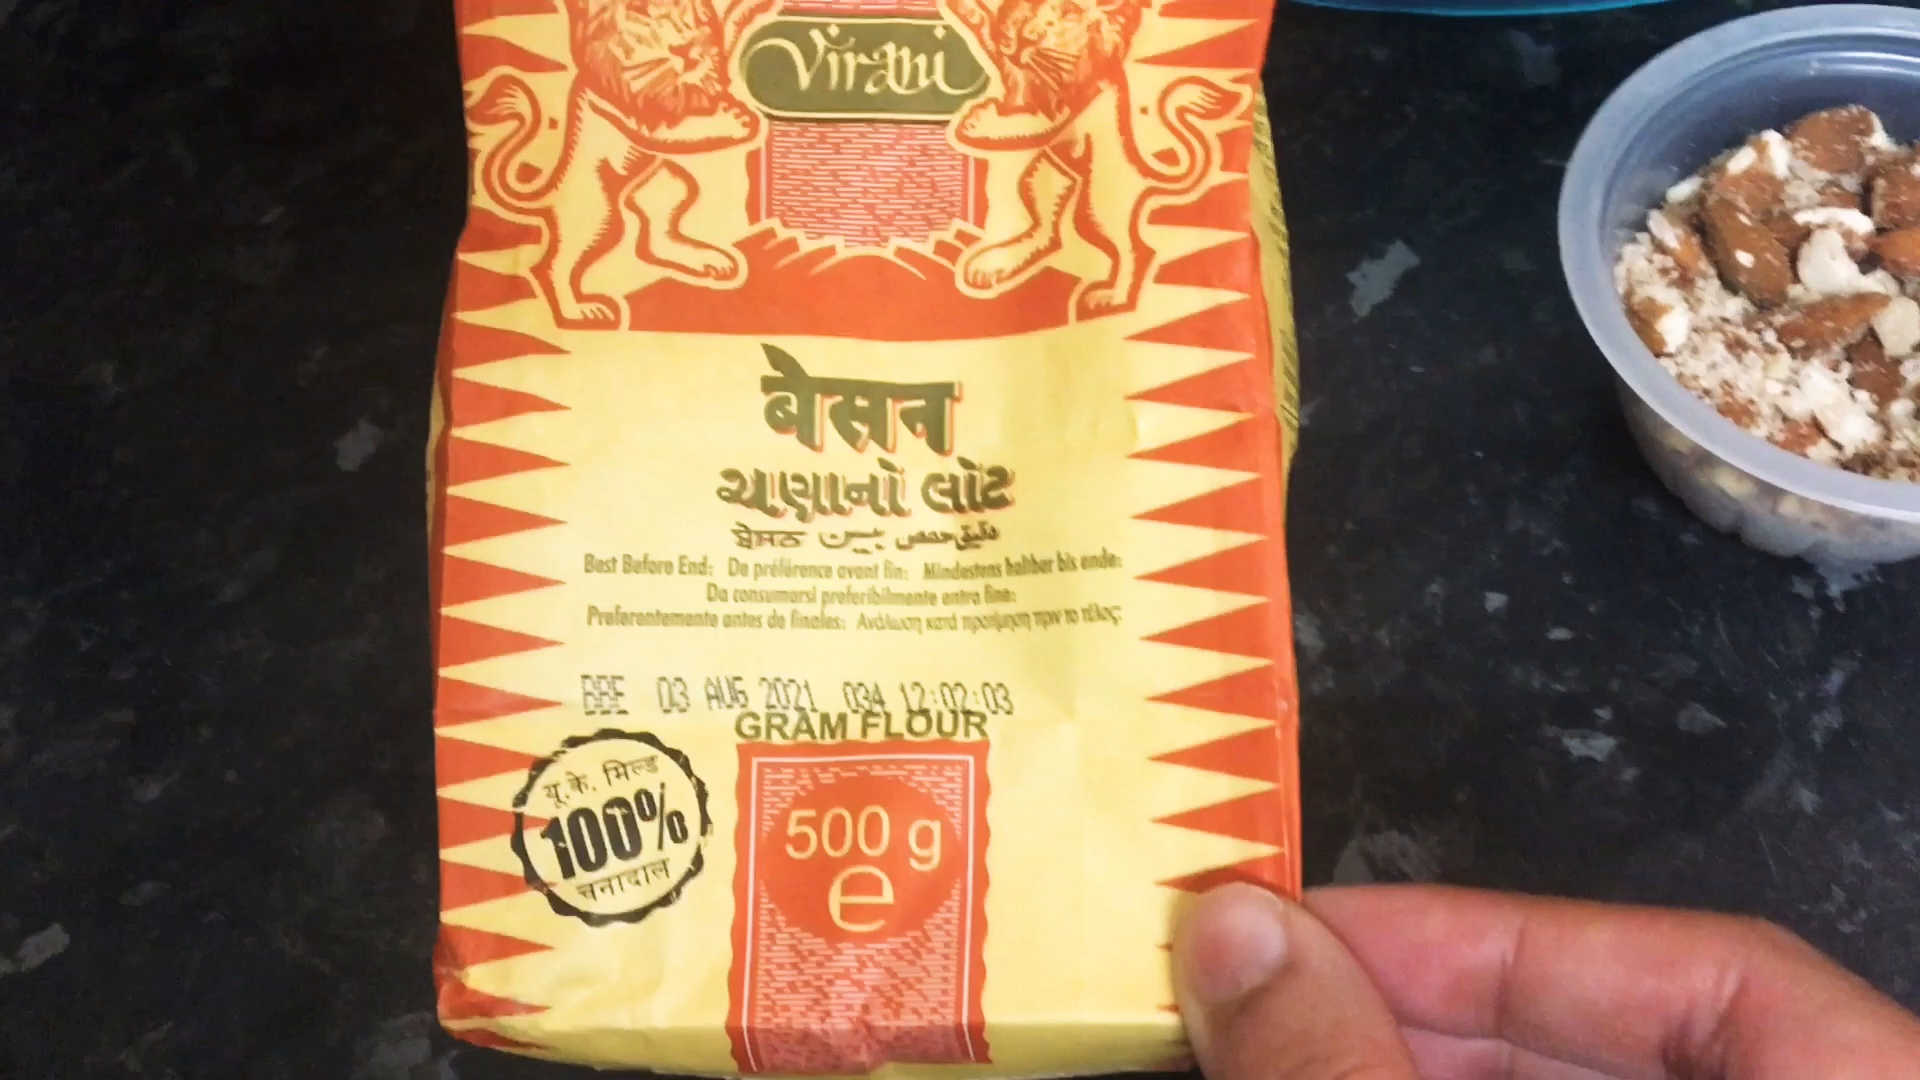 Virani
बेसन
ચણાનો લોટ
ਬੇਸਨ بيسن دقيق حمص
Best Before End: De préférence avant fin: Mindestens haltbar bis ende:
Da consumarsi preferibilmente entro fine:
Preferentemente antes de finales: Ανάλωση κατά προτίμηση πριν το τέλος:
BBE 03 AUG 2021 034 12:02:03
GRAM FLOUR
यू.के. मिल्ड
100%
चनादाल
500 g
e